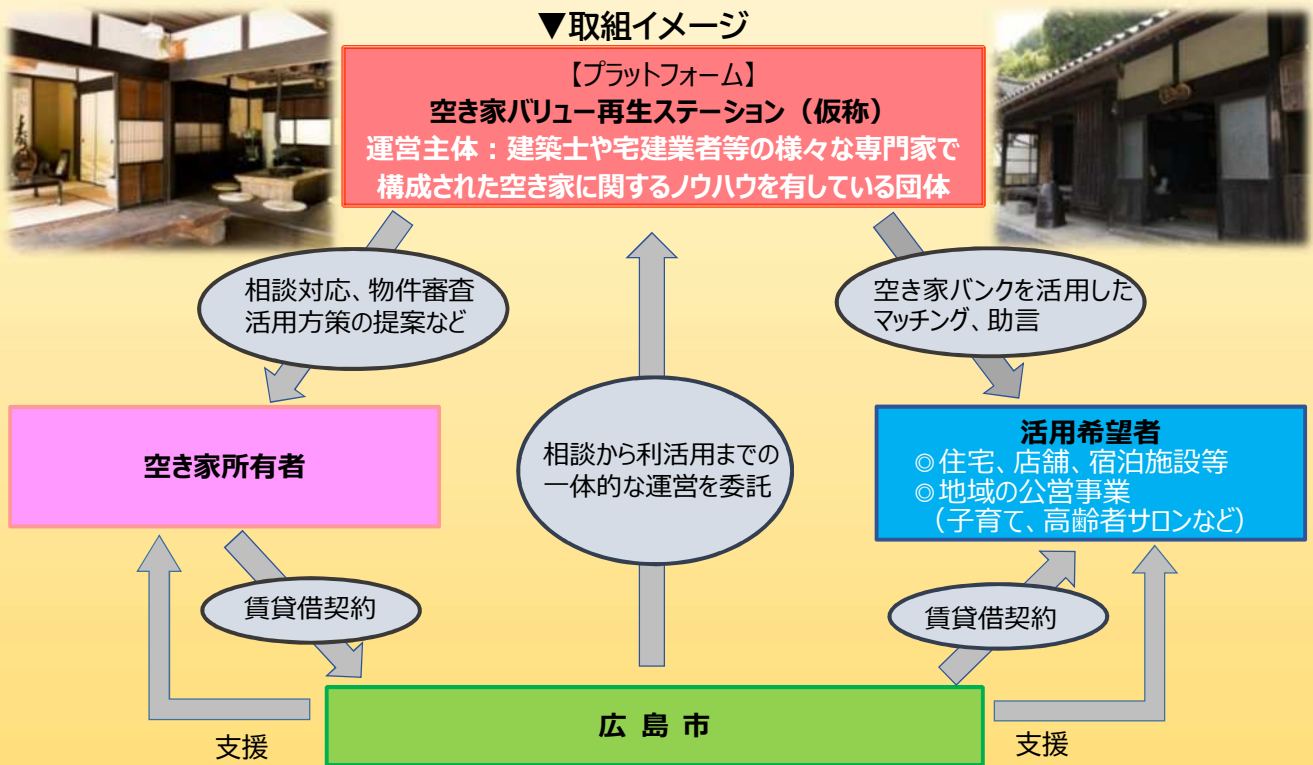 ▼取組イメージ
【プラットフォーム】
空き家バリュー再生ステーション（仮称）
運営主体：建築士や宅建業者等の様々な専門家で
構成された空き家に関するノウハウを有している団体
相談対応、物件審査
活用方策の提案など
空き家バンクを活用した
マッチング、助言
空き家所有者
相談から利活用までの
一体的な運営を委託
活用希望者
◎住宅、店舗、宿泊施設等
◎地域の公営事業
（子育て、高齢者サロンなど）
賃貸借契約
賃貸借契約
広島市
支援
支援